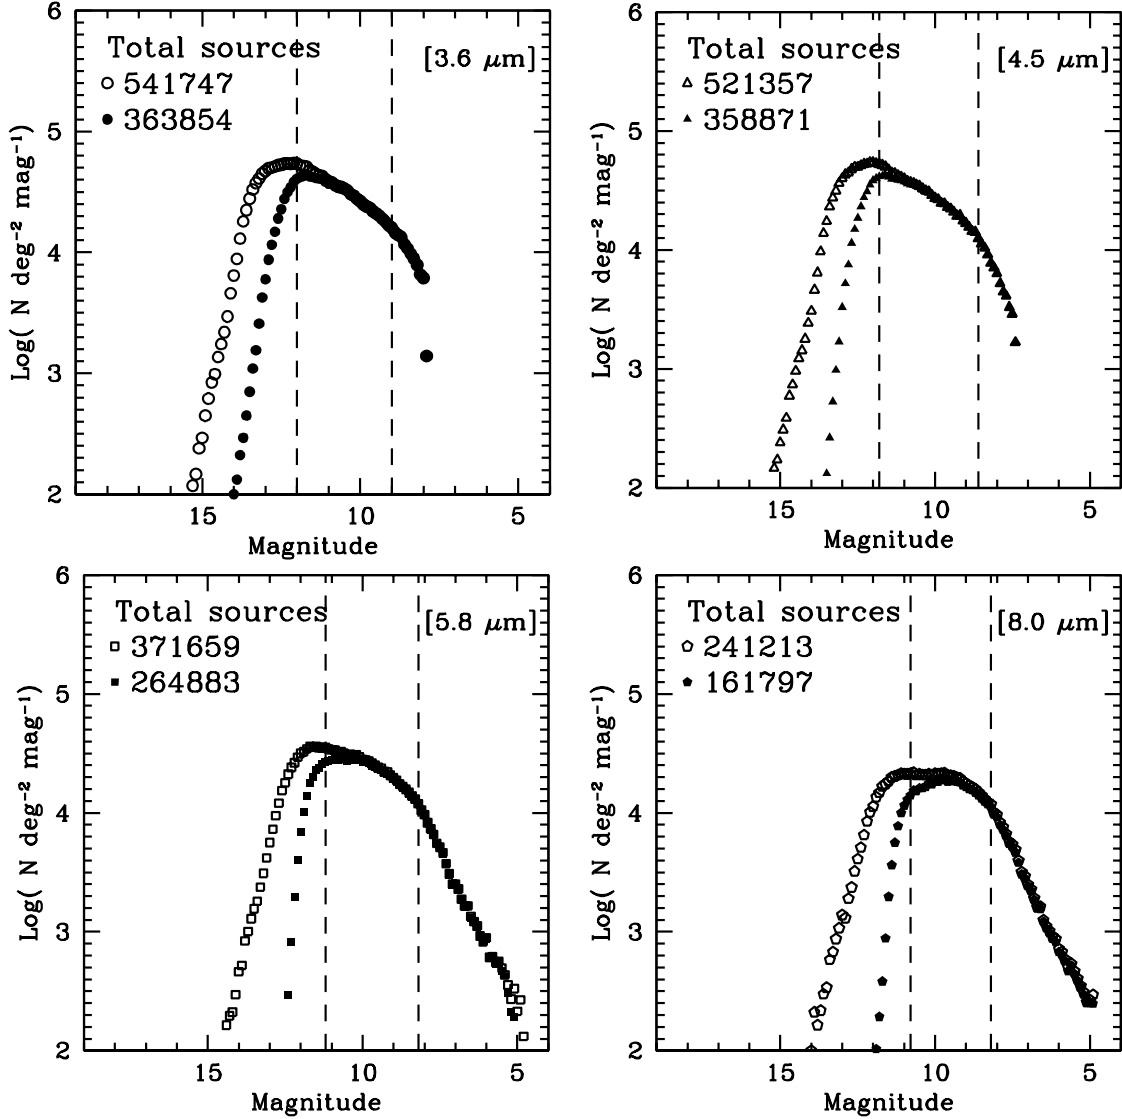 6
Total sources
[3.6 μm]
541747
363854
5
4
3
2
Log( N deg⁻² mag⁻¹)
15
10
5
Magnitude
6
Total sources
[4.5 μm]
521357
358871
5
4
3
2
Log( N deg⁻² mag⁻¹)
15
10
5
Magnitude
6
Total sources
[5.8 μm]
371659
264883
5
4
3
2
Log( N deg⁻² mag⁻¹)
15
10
5
Magnitude
6
Total sources
[8.0 μm]
241213
161797
5
4
3
2
Log( N deg⁻² mag⁻¹)
15
10
5
Magnitude